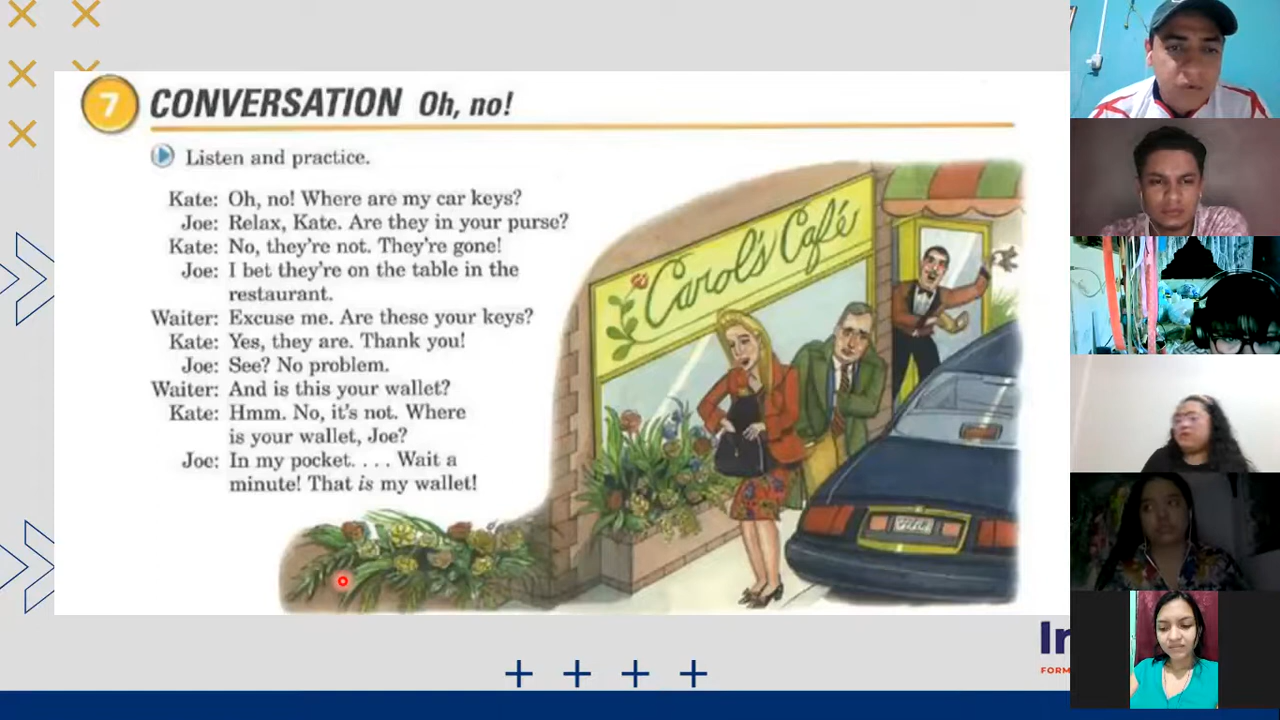 7 CONVERSATION Oh, no!
Listen and practice.
Kate: Oh, no! Where are my car keys?
Joe: Relax, Kate. Are they in your purse?
Kate: No, they're not. They're gone!
Joe: I bet they're on the table in the
restaurant.
Waiter: Excuse me. Are these your keys?
Kate: Yes, they are. Thank you!
Joe: See? No problem.
Waiter: And is this your wallet?
Kate: Hmm. No, it's not. Where
is your wallet, Joe?
Joe: In my pocket. . . . Wait a
minute! That is my wallet!
Carol's Café
In
FORM